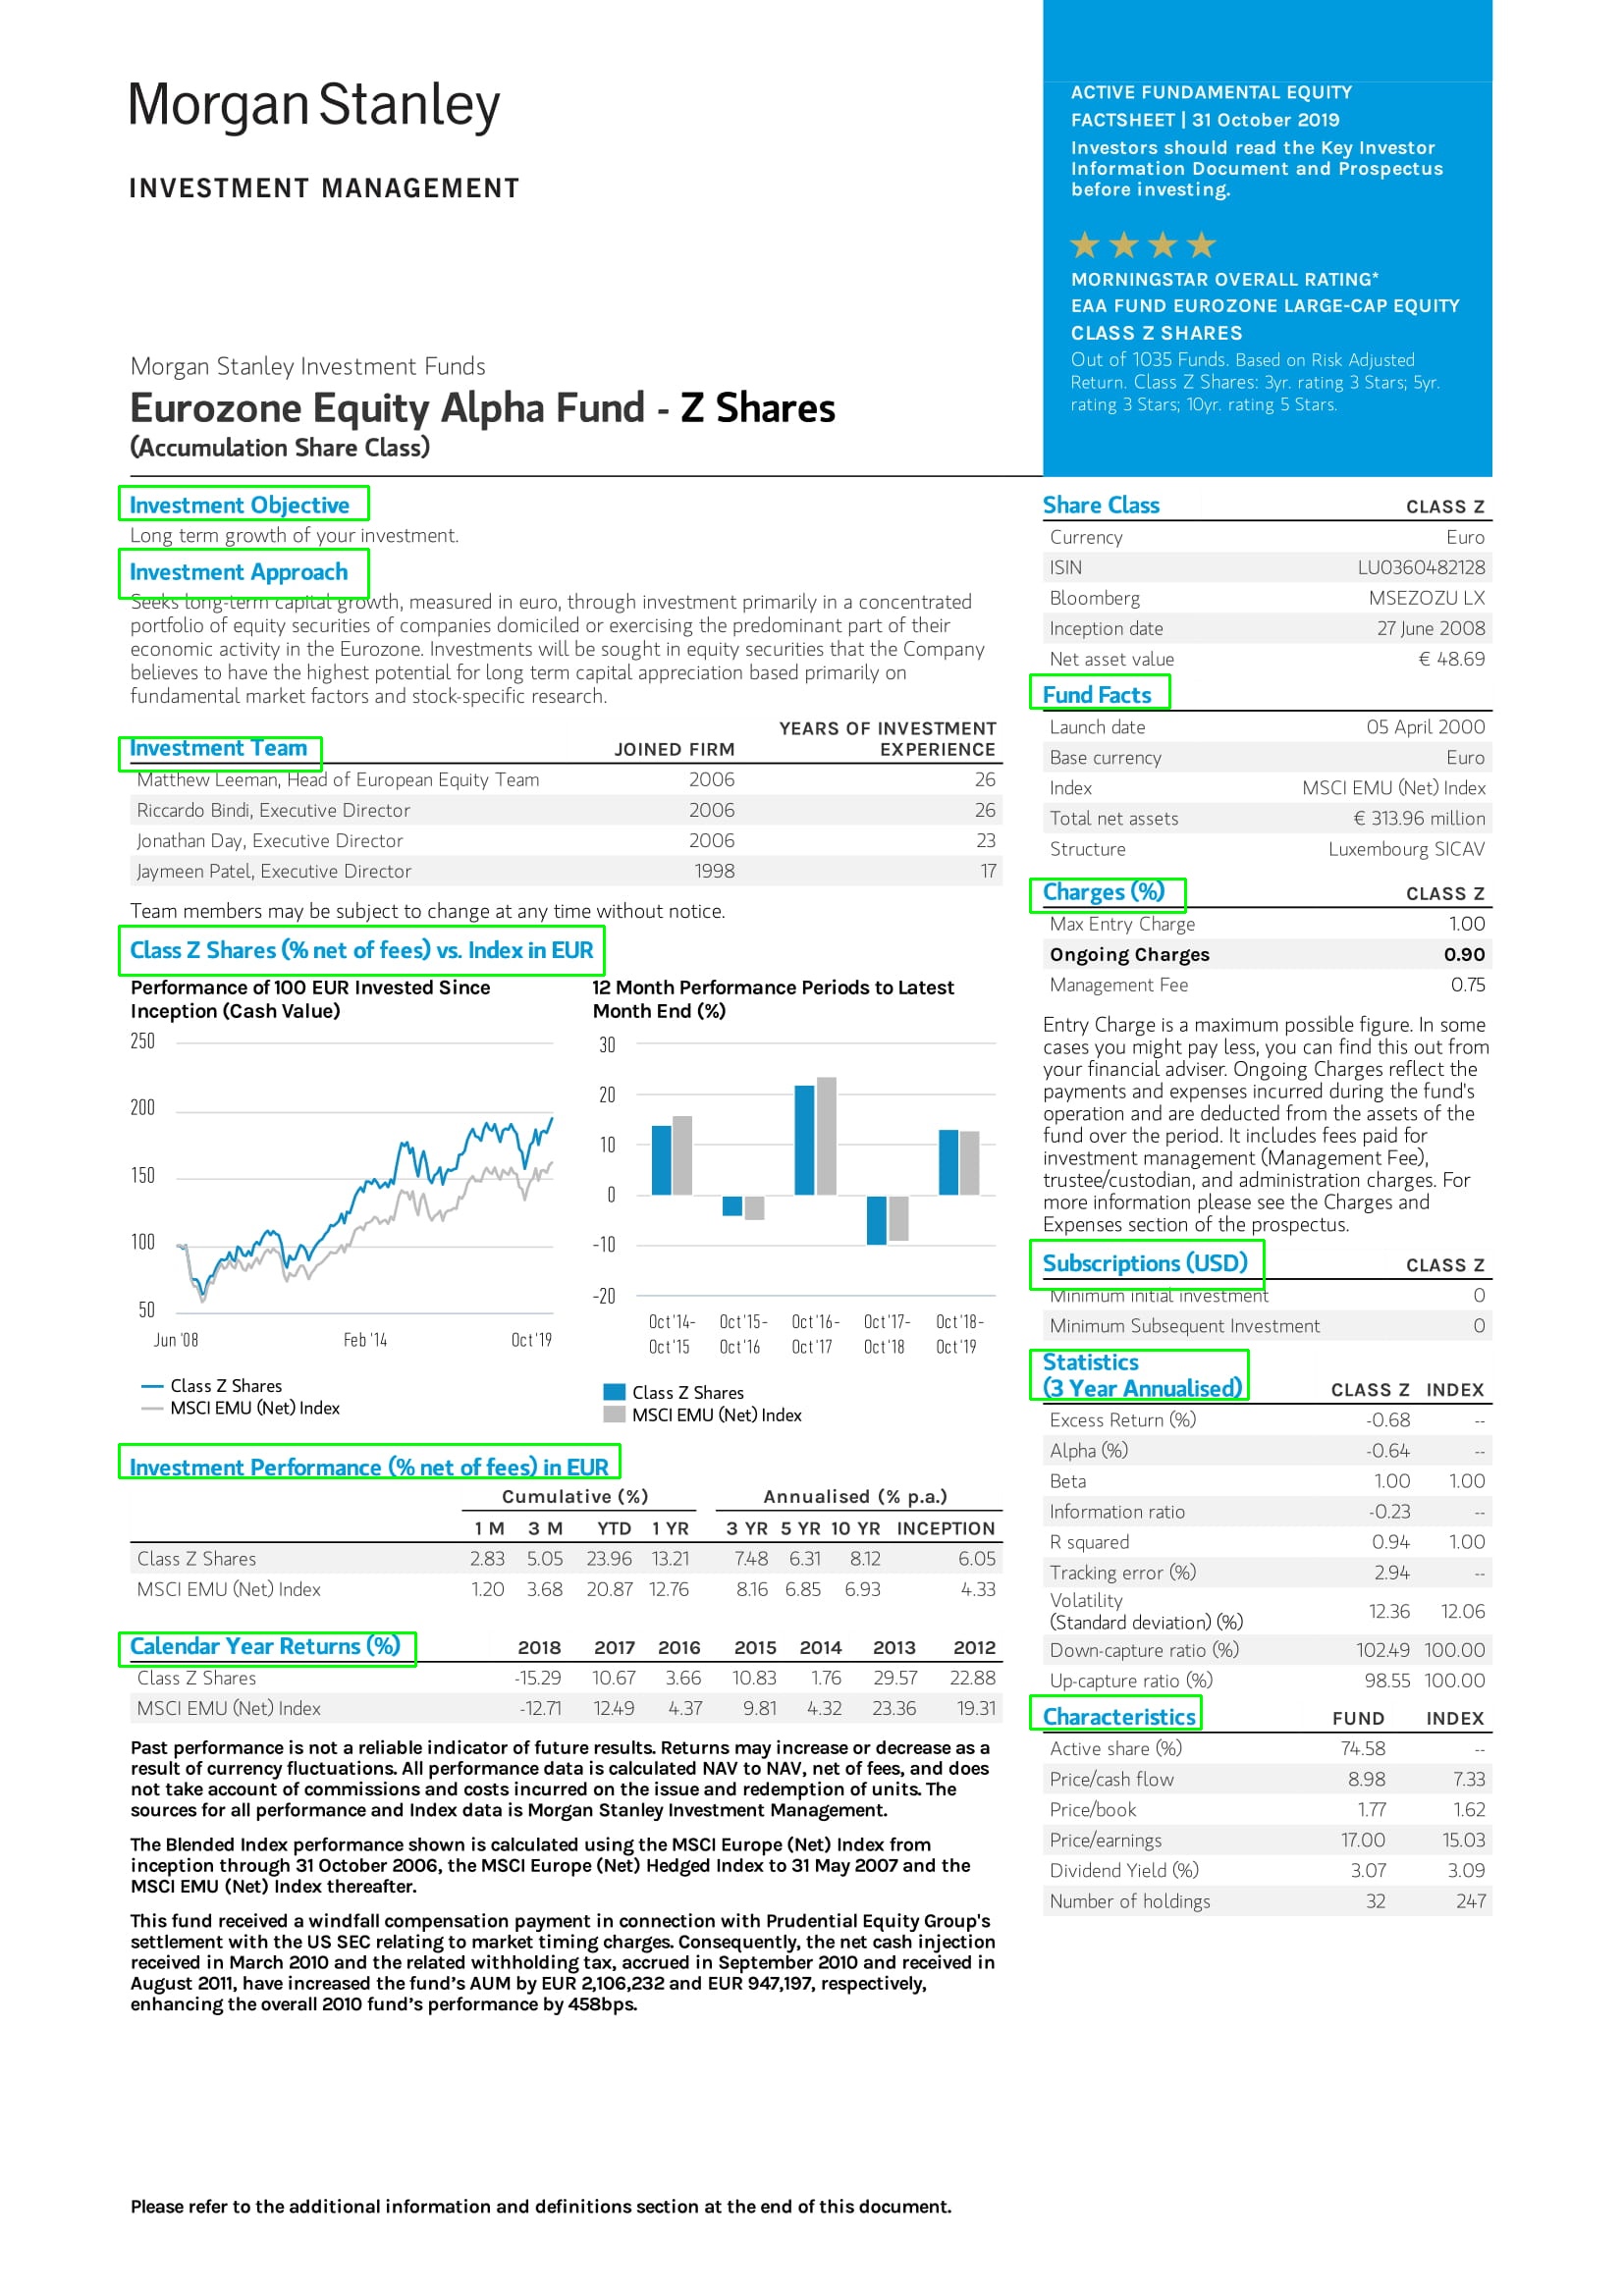 Morgan Stanley
INVESTMENT MANAGEMENT
ACTIVE FUNDAMENTAL EQUITY
FACTSHEET | 31 October 2019
Investors should read the Key Investor
Information Document and Prospectus
before investing.
MORNINGSTAR OVERALL RATING*
EAA FUND EUROZONE LARGE-CAP EQUITY
CLASS Z SHARES
Out of 1035 Funds. Based on Risk Adjusted
Return. Class Z Shares: 3yr. rating 3 Stars; 5yr.
rating 3 Stars; 10yr. rating 5 Stars.
Morgan Stanley Investment Funds
Eurozone Equity Alpha Fund - Z Shares
(Accumulation Share Class)
Investment Objective
Long term growth of your investment.
Investment Approach
Seeks long-term capital growth, measured in euro, through investment primarily in a concentrated
portfolio of equity securities of companies domiciled or exercising the predominant part of their
economic activity in the Eurozone. Investments will be sought in equity securities that the Company
believes to have the highest potential for long term capital appreciation based primarily on
fundamental market factors and stock-specific research.
YEARS OF INVESTMENT
Investment Team JOINED FIRM EXPERIENCE
Matthew Leeman, Head of European Equity Team 2006 26
Riccardo Bindi, Executive Director 2006 26
Jonathan Day, Executive Director 2006 23
Jaymeen Patel, Executive Director 1998 17
Team members may be subject to change at any time without notice.
Class Z Shares (% net of fees) vs. Index in EUR
Performance of 100 EUR Invested Since
Inception (Cash Value)
250
200
150
100
50
Jun '08 Feb '14 Oct '19
Class Z Shares
MSCI EMU (Net) Index
12 Month Performance Periods to Latest
Month End (%)
30
20
10
0
-10
-20
Oct '14- Oct '15- Oct '16- Oct '17- Oct '18-
Oct '15 Oct '16 Oct '17 Oct '18 Oct '19
Class Z Shares
MSCI EMU (Net) Index
Investment Performance (% net of fees) in EUR
Cumulative (%) Annualised (% p.a.)
1 M 3 M YTD 1 YR 3 YR 5 YR 10 YR INCEPTION
Class Z Shares 2.83 5.05 23.96 13.21 7.48 6.31 8.12 6.05
MSCI EMU (Net) Index 1.20 3.68 20.87 12.76 8.16 6.85 6.93 4.33
Calendar Year Returns (%) 2018 2017 2016 2015 2014 2013 2012
Class Z Shares -15.29 10.67 3.66 10.83 1.76 29.57 22.88
MSCI EMU (Net) Index -12.71 12.49 4.37 9.81 4.32 23.36 19.31
Past performance is not a reliable indicator of future results. Returns may increase or decrease as a
result of currency fluctuations. All performance data is calculated NAV to NAV, net of fees, and does
not take account of commissions and costs incurred on the issue and redemption of units. The
sources for all performance and Index data is Morgan Stanley Investment Management.
The Blended Index performance shown is calculated using the MSCI Europe (Net) Index from
inception through 31 October 2006, the MSCI Europe (Net) Hedged Index to 31 May 2007 and the
MSCI EMU (Net) Index thereafter.
This fund received a windfall compensation payment in connection with Prudential Equity Group's
settlement with the US SEC relating to market timing charges. Consequently, the net cash injection
received in March 2010 and the related withholding tax, accrued in September 2010 and received in
August 2011, have increased the fund's AUM by EUR 2,106,232 and EUR 947,197, respectively,
enhancing the overall 2010 fund's performance by 458bps.
Share Class CLASS Z
Currency Euro
ISIN LU0360482128
Bloomberg MSEZOZU LX
Inception date 27 June 2008
Net asset value € 48.69
Fund Facts
Launch date 05 April 2000
Base currency Euro
Index MSCI EMU (Net) Index
Total net assets € 313.96 million
Structure Luxembourg SICAV
Charges (%) CLASS Z
Max Entry Charge 1.00
Ongoing Charges 0.90
Management Fee 0.75
Entry Charge is a maximum possible figure. In some
cases you might pay less, you can find this out from
your financial adviser. Ongoing Charges reflect the
payments and expenses incurred during the fund's
operation and are deducted from the assets of the
fund over the period. It includes fees paid for
investment management (Management Fee),
trustee/custodian, and administration charges. For
more information please see the Charges and
Expenses section of the prospectus.
Subscriptions (USD) CLASS Z
Minimum initial investment 0
Minimum Subsequent Investment 0
Statistics
(3 Year Annualised) CLASS Z INDEX
Excess Return (%) -0.68 --
Alpha (%) -0.64 --
Beta 1.00 1.00
Information ratio -0.23 --
R squared 0.94 1.00
Tracking error (%) 2.94 --
Volatility
(Standard deviation) (%) 12.36 12.06
Down-capture ratio (%) 102.49 100.00
Up-capture ratio (%) 98.55 100.00
Characteristics FUND INDEX
Active share (%) 74.58 --
Price/cash flow 8.98 7.33
Price/book 1.77 1.62
Price/earnings 17.00 15.03
Dividend Yield (%) 3.07 3.09
Number of holdings 32 247
Please refer to the additional information and definitions section at the end of this document.